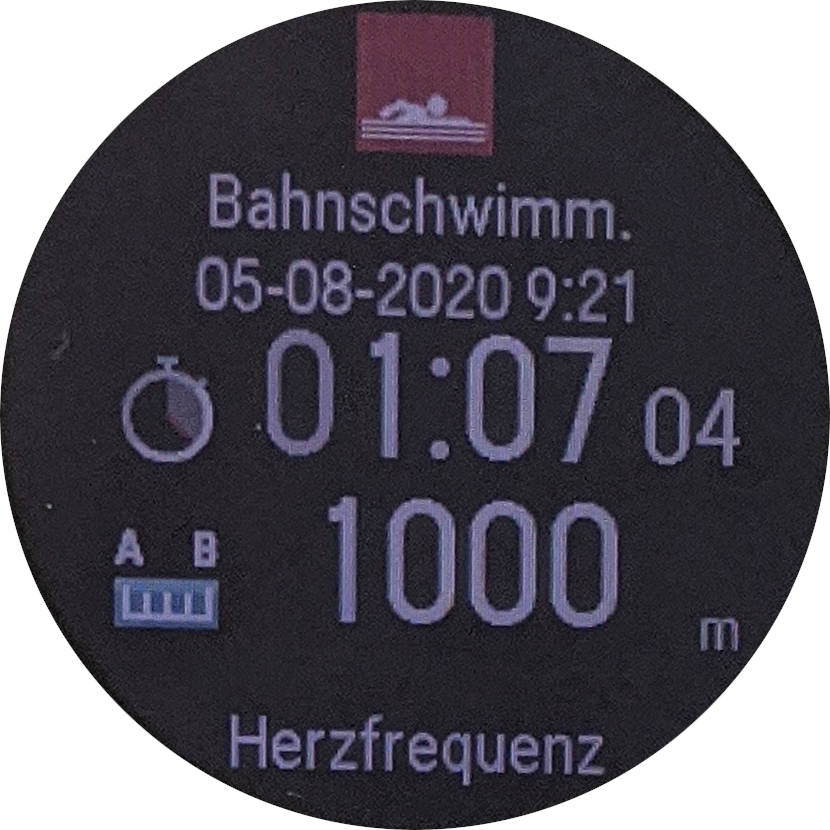 Bahnschwimm.
05-08-2020 9:21
01:07 04
A B
1000 m
Herzfrequenz